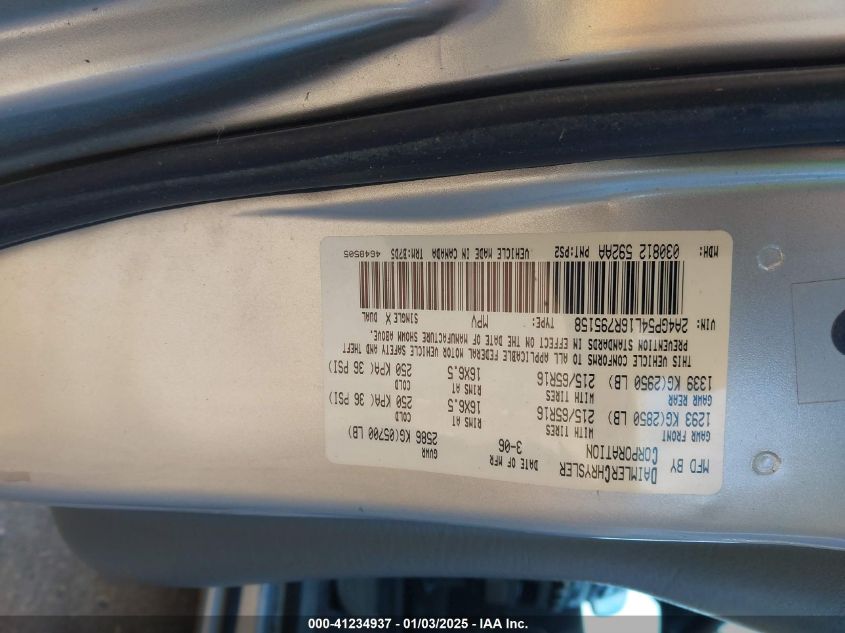 MFD BY DAIMLERCHRYSLER CORPORATION
DATE OF MFR 3-06
GVWR 2586 KG(05700 LB)
GAWR FRONT 1293 KG(2850 LB)
WITH TIRES 215/65R16
RIMS AT 16X6.5
COLD 250 KPA(36 PSI)
GAWR REAR 1339 KG(2950 LB)
WITH TIRES 215/65R16
RIMS AT 16X6.5
COLD 250 KPA(36 PSI)
THIS VEHICLE CONFORMS TO ALL APPLICABLE FEDERAL MOTOR VEHICLE SAFETY AND THEFT
PREVENTION STANDARDS IN EFFECT ON THE DATE OF MANUFACTURE SHOWN ABOVE.
VIN: 2A4GP54L16R795158 TYPE: MPV SINGLE X DUAL
MDH: 030812 592AA PNT:PS2 VEHICLE MADE IN CANADA TRM:B7D5 4648505
000-41234937 - 01/03/2025 - IAA Inc.